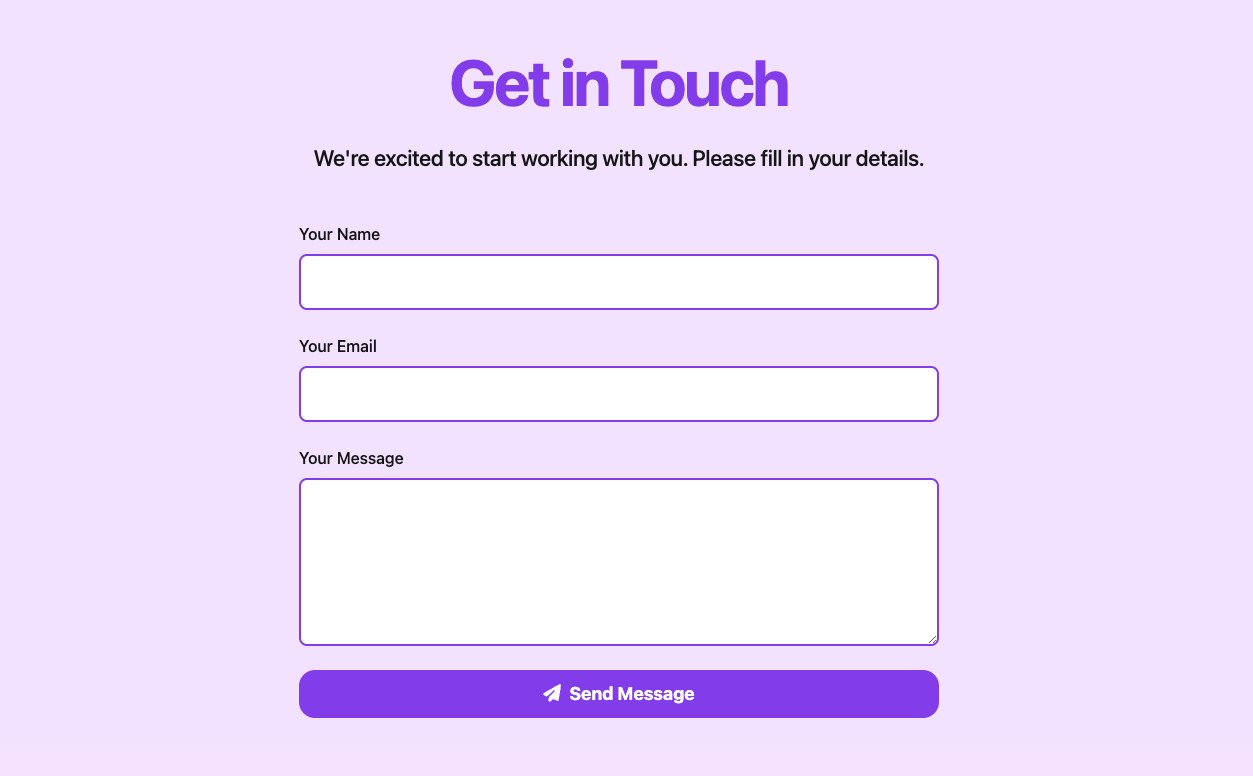 Get in Touch
We're excited to start working with you. Please fill in your details.
Your Name
Your Email
Your Message
Send Message